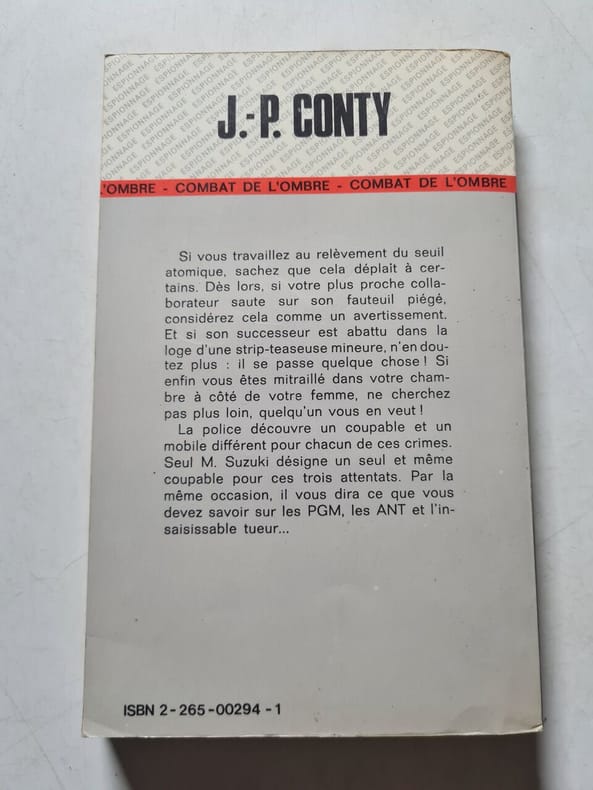 J.-P. CONTY
L'OMBRE - COMBAT DE L'OMBRE - COMBAT DE L'OMBRE
Si vous travaillez au relèvement du seuil
atomique, sachez que cela déplaît à cer-
tains. Dès lors, si votre plus proche colla-
borateur saute sur son fauteuil piégé,
considérez cela comme un avertissement.
Et si son successeur est abattu dans la
loge d'une strip-teaseuse mineure, n'en dou-
tez plus : il se passe quelque chose ! Si
enfin vous êtes mitraillé dans votre cham-
bre à côté de votre femme, ne cherchez
pas plus loin, quelqu'un vous en veut !
La police découvre un coupable et un
mobile différent pour chacun de ces crimes.
Seul M. Suzuki désigne un seul et même
coupable pour ces trois attentats. Par la
même occasion, il vous dira ce que vous
devez savoir sur les PGM, les ANT et l'in-
saisissable tueur...
ISBN 2-265-00294-1